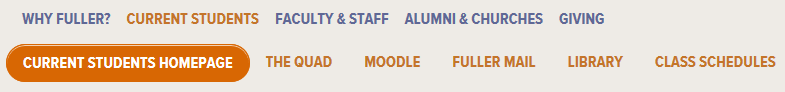 WHY FULLER? CURRENT STUDENTS FACULTY & STAFF ALUMNI & CHURCHES GIVING
CURRENT STUDENTS HOMEPAGE THE QUAD MOODLE FULLER MAIL LIBRARY CLASS SCHEDULES